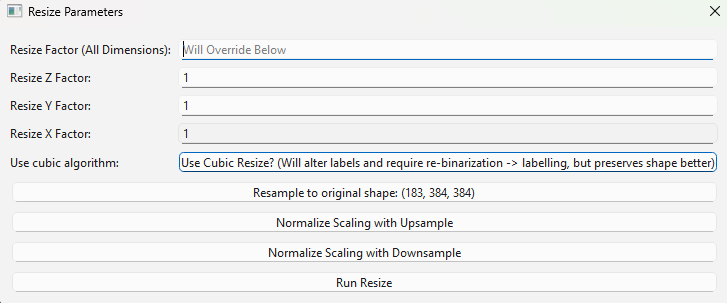 Resize Parameters
Resize Factor (All Dimensions): Will Override Below
Resize Z Factor: 1
Resize Y Factor: 1
Resize X Factor: 1
Use cubic algorithm: Use Cubic Resize? (Will alter labels and require re-binarization -> labelling, but preserves shape better)
Resample to original shape: (183, 384, 384)
Normalize Scaling with Upsample
Normalize Scaling with Downsample
Run Resize